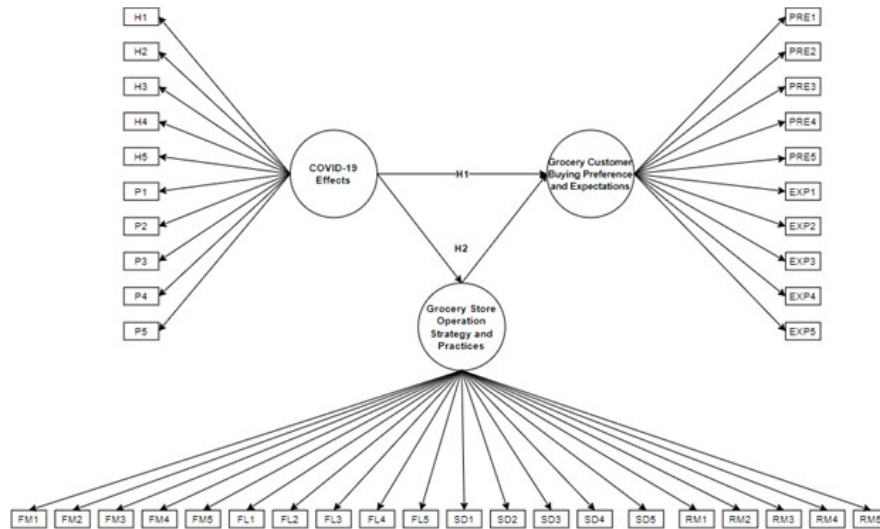 H1
H2
H3
H4
H5
P1
P2
P3
P4
P5
COVID-19
Effects
H1
H2
Grocery Customer
Buying Preference
and Expectations
Grocery Store
Operation
Strategy and
Practices
PRE1
PRE2
PRE3
PRE4
PRE5
EXP1
EXP2
EXP3
EXP4
EXP5
FM1 FM2 FM3 FM4 FM5 FL1 FL2 FL3 FL4 FL5 SD1 SD2 SD3 SD4 SD5 RM1 RM2 RM3 RM4 RM5